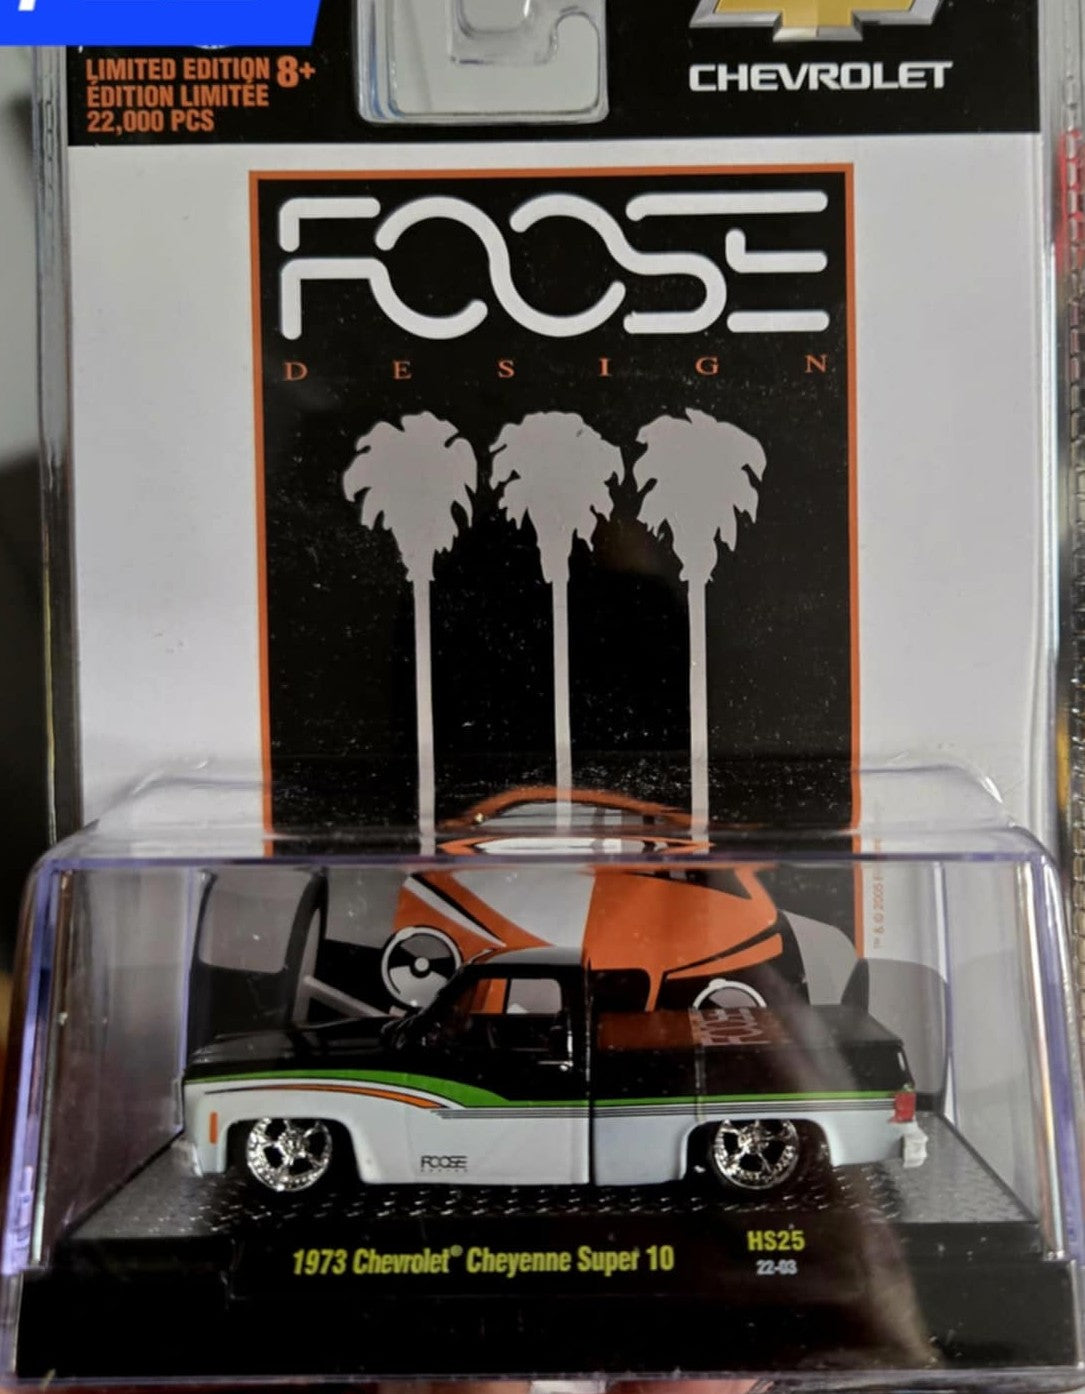 LIMITED EDITION 8+
ÉDITION LIMITÉE
22,000 PCS
CHEVROLET
FOOSE
DESIGN
FOOSE
FOOSE
1973 Chevrolet® Cheyenne Super 10
HS25
22-03